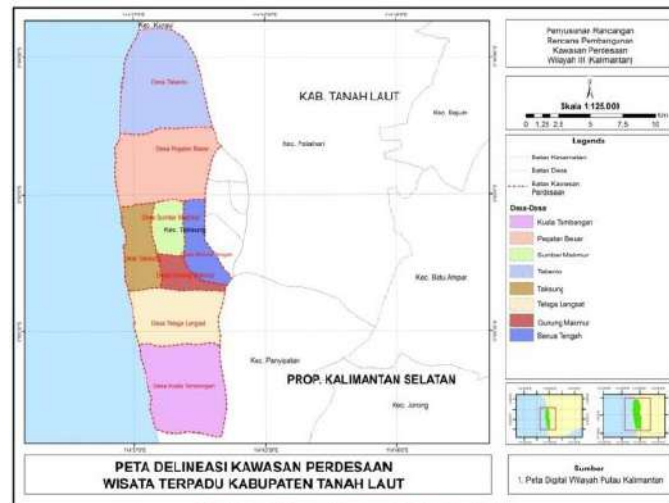 Kec. Kurau
Desa Tabanio
KAB. TANAH LAUT
Kec. Bajuin
Kec. Pelaihari
Desa Pagatan Besar
Desa Sumber Makmur
Kec. Takisung
Desa Telaga Langsat
Kec. Batu Ampar
Kec. Panyipatan
PROP. KALIMANTAN SELATAN
Desa Kuala Tambangan
Kec. Jorong
PETA DELINEASI KAWASAN PERDESAAN
WISATA TERPADU KABUPATEN TANAH LAUT
Penyusunan Rancangan
Rencana Pembangunan
Kawasan Perdesaan
Wilayah III (Kalimantan)
Skala 1:125.000
0 1.25 2.5 5 7.5 10
Km
Legenda
Batas Kecamatan
Batas Desa
Batas Kawasan
Perdesaan
Desa-Desa
Kuala Tambangan
Pagatan Besar
Sumber Makmur
Tabanio
Takisung
Telaga Langsat
Gunung Makmur
Benua Tengah
Sumber
1. Peta Digital Wilayah Pulau Kalimantan